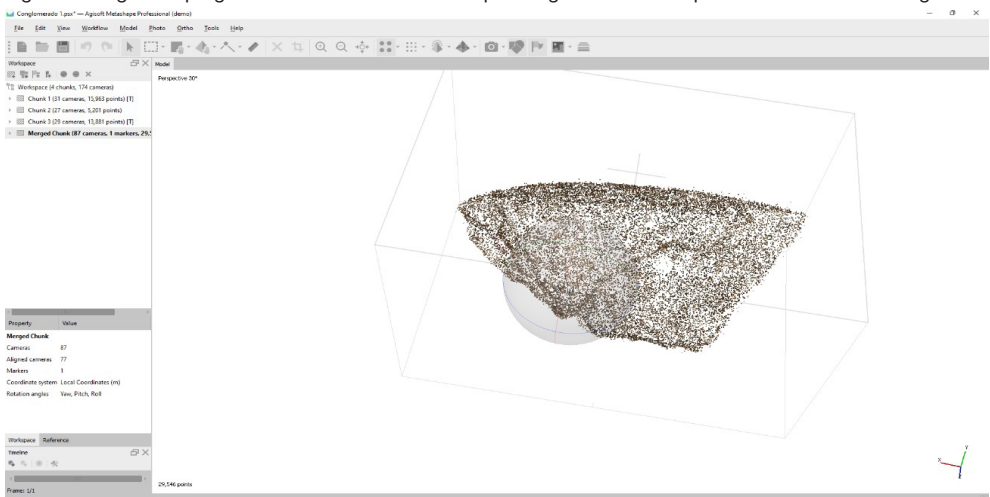 Conglomerado 1.psx* — Agisoft Metashape Professional (demo)
File Edit View Workflow Model Photo Ortho Tools Help
Workspace
Model
Perspective 30°
Workspace (4 chunks, 174 cameras)
Chunk 1 (31 cameras, 15,963 points) [T]
Chunk 2 (27 cameras, 5,201 points)
Chunk 3 (29 cameras, 13,881 points) [T]
Merged Chunk (87 cameras, 1 markers, 29,5
Property Value
Merged Chunk
Cameras 87
Aligned cameras 77
Markers 1
Coordinate system Local Coordinates (m)
Rotation angles Yaw, Pitch, Roll
Workspace Reference
Timeline
Frame: 1/1
29,546 points
X
Y